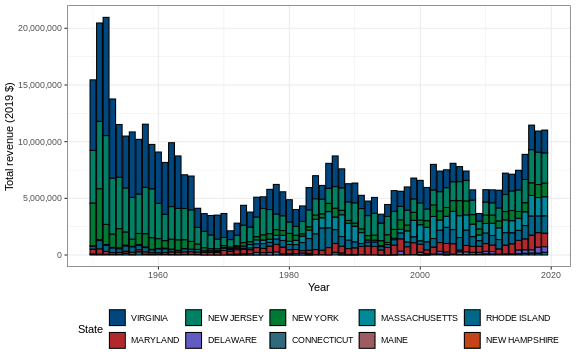 Total revenue (2019 $)
20,000,000
15,000,000
10,000,000
5,000,000
0
1960 1980 2000 2020
Year
State
VIRGINIA NEW JERSEY NEW YORK MASSACHUSETTS RHODE ISLAND
MARYLAND DELAWARE CONNECTICUT MAINE NEW HAMPSHIRE